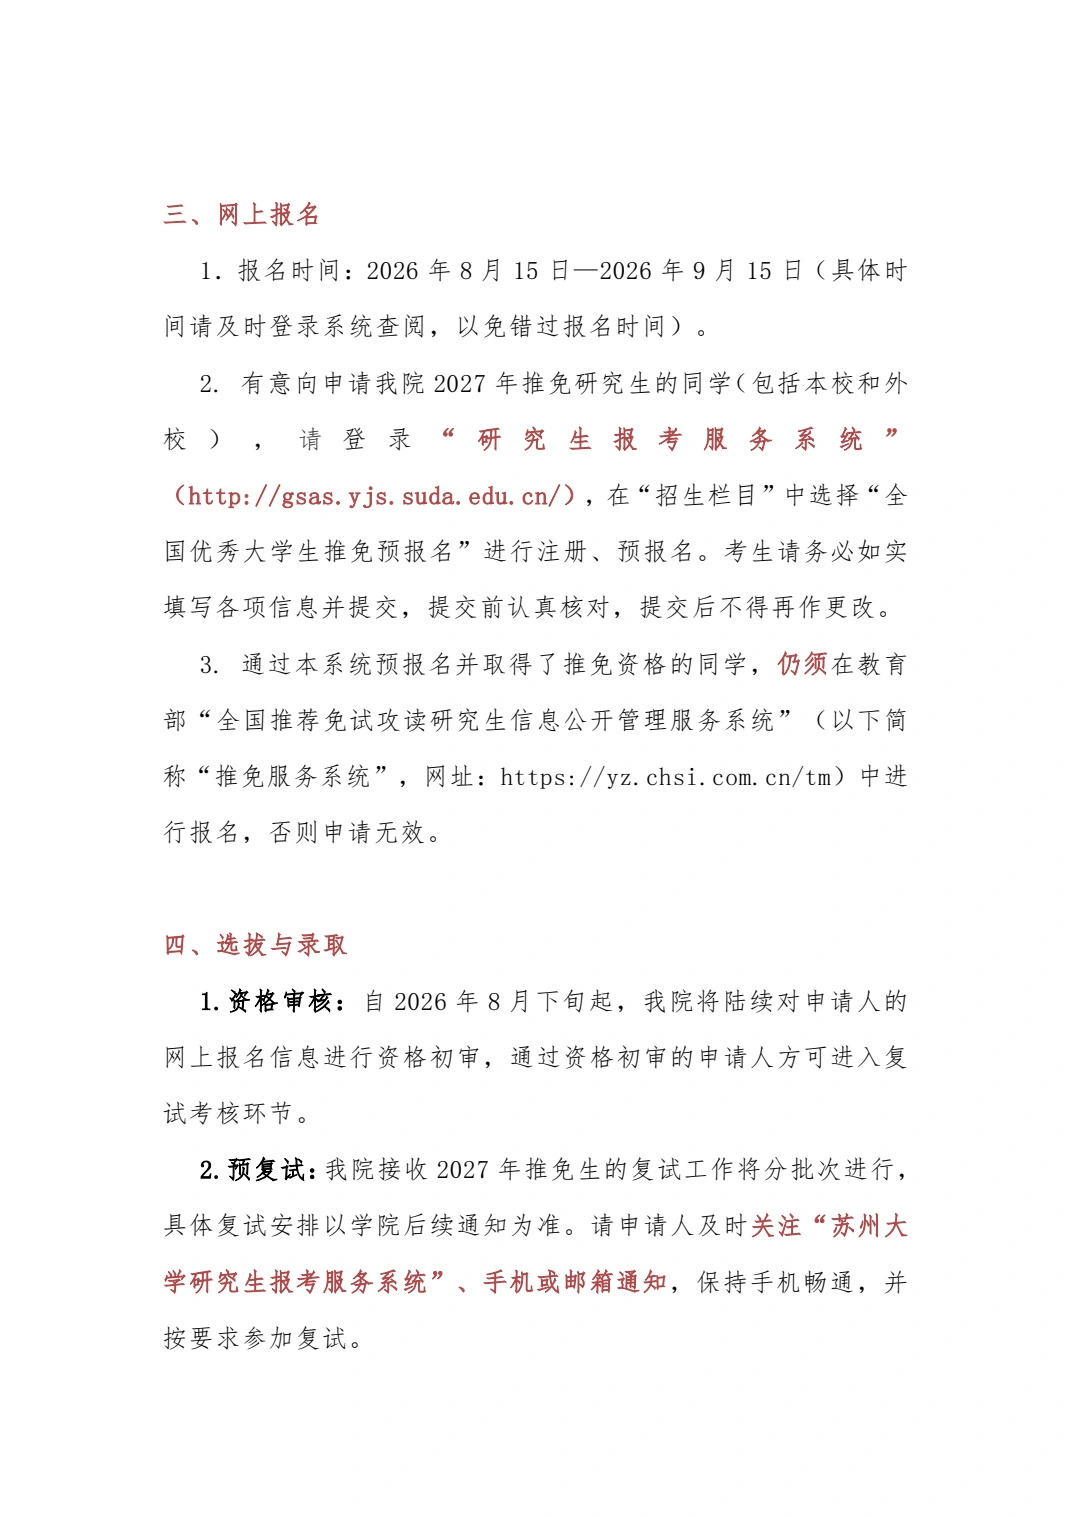 三、网上报名
1. 报名时间：2026 年 8 月 15 日—2026 年 9 月 15 日（具体时
间请及时登录系统查阅，以免错过报名时间）。
2. 有意向申请我院 2027 年推免研究生的同学（包括本校和外
校），请登录“研究生报考服务系统”
（http://gsas.yjs.suda.edu.cn/），在“招生栏目”中选择“全
国优秀大学生推免预报名”进行注册、预报名。考生请务必如实
填写各项信息并提交，提交前认真核对，提交后不得再作更改。
3. 通过本系统预报名并取得了推免资格的同学，仍须在教育
部“全国推荐免试攻读研究生信息公开管理服务系统”（以下简
称“推免服务系统”，网址：https://yz.chsi.com.cn/tm）中进
行报名，否则申请无效。
四、选拔与录取
1.资格审核：自 2026 年 8 月下旬起，我院将陆续对申请人的
网上报名信息进行资格初审，通过资格初审的申请人方可进入复
试考核环节。
2.预复试：我院接收 2027 年推免生的复试工作将分批次进行，
具体复试安排以学院后续通知为准。请申请人及时关注“苏州大
学研究生报考服务系统”、手机或邮箱通知，保持手机畅通，并
按要求参加复试。